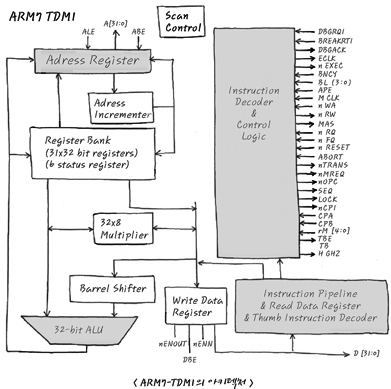 ARM7 TDMI
Scan
Control
ALE
A[31:0]
ABE
Adress Register
Adress
Incrementer
Register Bank
(31x32 bit registers)
(6 status register)
32x8
Multiplier
Barrel Shifter
32-bit ALU
Write Data
Register
nENOUT
nENN
DBE
Instruction
Decoder
&
Control
Logic
DBGRQI
BREAKRTI
DBGACK
ECLK
n EXEC
BNCY
BL (3:0)
APE
M CLK
n WA
n RW
MAS
n RQ
n FQ
n RESET
ABORT
nTRANS
nMREQ
nOPC
SEQ
LOCK
nCPI
CPA
CPB
rM [4:0]
TBE
TB
H GHZ
Instruction Pipeline
& Read Data Register
& Thumb Instruction Decoder
D [31:0]
< ARM7-TDMI의 아키텍처 >